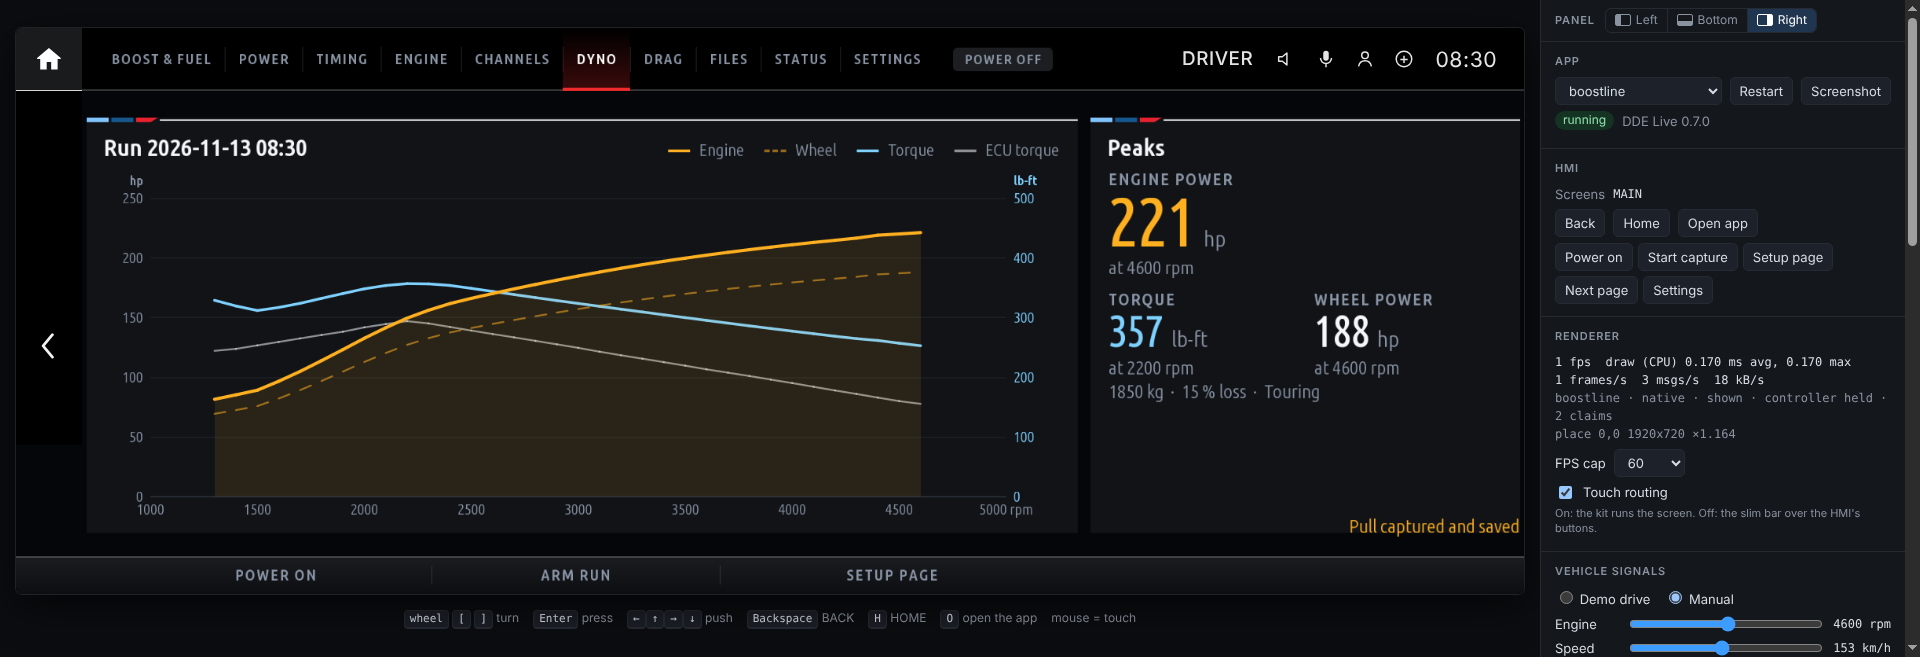 BOOST & FUEL POWER TIMING ENGINE CHANNELS DYNO DRAG FILES STATUS SETTINGS POWER OFF DRIVER 08:30
Run 2026-11-13 08:30
Engine Wheel Torque ECU torque
hp lb-ft
250 500
200 400
150 300
100 200
50 100
0 0
1000 1500 2000 2500 3000 3500 4000 4500 5000 rpm
Peaks
ENGINE POWER
221 hp
at 4600 rpm
TORQUE WHEEL POWER
357 lb-ft 188 hp
at 2200 rpm at 4600 rpm
1850 kg · 15 % loss · Touring
Pull captured and saved
POWER ON ARM RUN SETUP PAGE
wheel [ ] turn Enter press ← ↑ → ↓ push Backspace BACK H HOME O open the app mouse = touch
PANEL Left Bottom Right
APP
boostline Restart Screenshot
running DDE Live 0.7.0
HMI
Screens MAIN
Back Home Open app
Power on Start capture Setup page
Next page Settings
RENDERER
1 fps draw (CPU) 0.170 ms avg, 0.170 max
1 frames/s 3 msgs/s 18 kB/s
boostline · native · shown · controller held ·
2 claims
place 0,0 1920x720 ×1.164
FPS cap 60
Touch routing
On: the kit runs the screen. Off: the slim bar over the HMI's
buttons.
VEHICLE SIGNALS
Demo drive Manual
Engine 4600 rpm
Speed 153 km/h